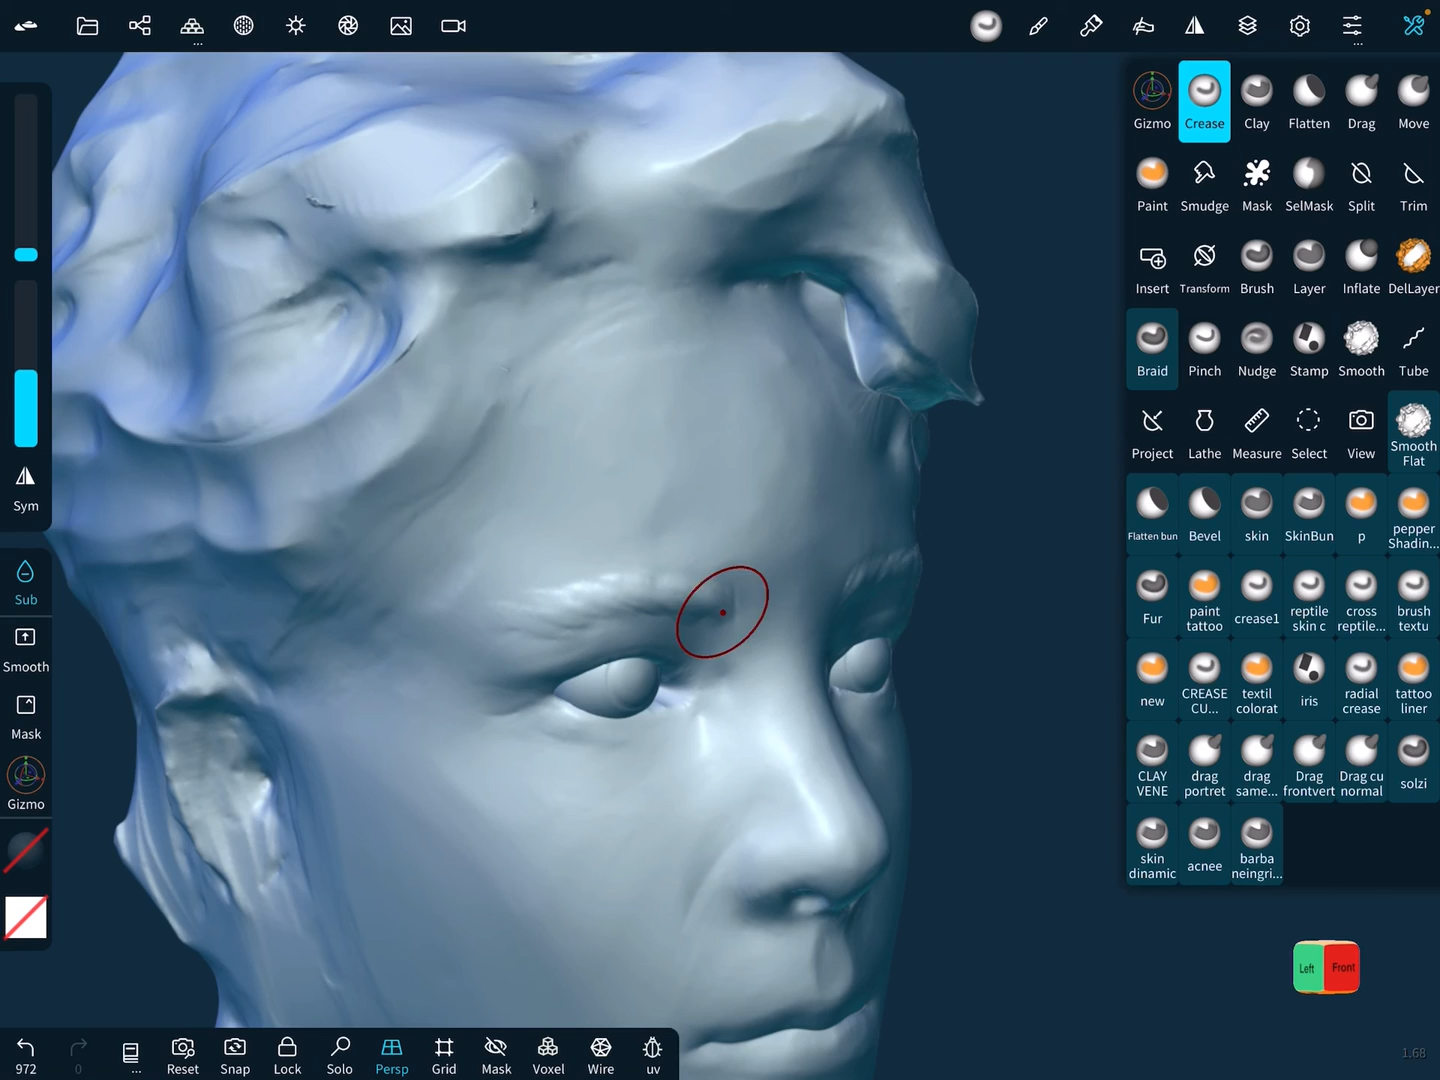 ...
...
Gizmo Crease Clay Flatten Drag Move
Paint Smudge Mask SelMask Split Trim
Insert Transform Brush Layer Inflate DelLayer
Braid Pinch Nudge Stamp Smooth Tube
Project Lathe Measure Select View Smooth
Flat
Flatten bun Bevel skin SkinBun p pepper
Shadin...
Fur paint
tattoo
crease1 reptile
skin c
cross
reptile...
brush
textu
new CREASE
CU...
textil
colorat
iris radial
crease
tattoo
liner
CLAY
VENE
drag
portret
drag
same...
Drag
frontvert
Drag cu
normal
solzi
skin
dinamic
acnee
barba
neingri...
Sym
Sub
Smooth
Mask
Gizmo
Left Front
1.68
972 0 ... Reset Snap Lock Solo Persp Grid Mask Voxel Wire uv